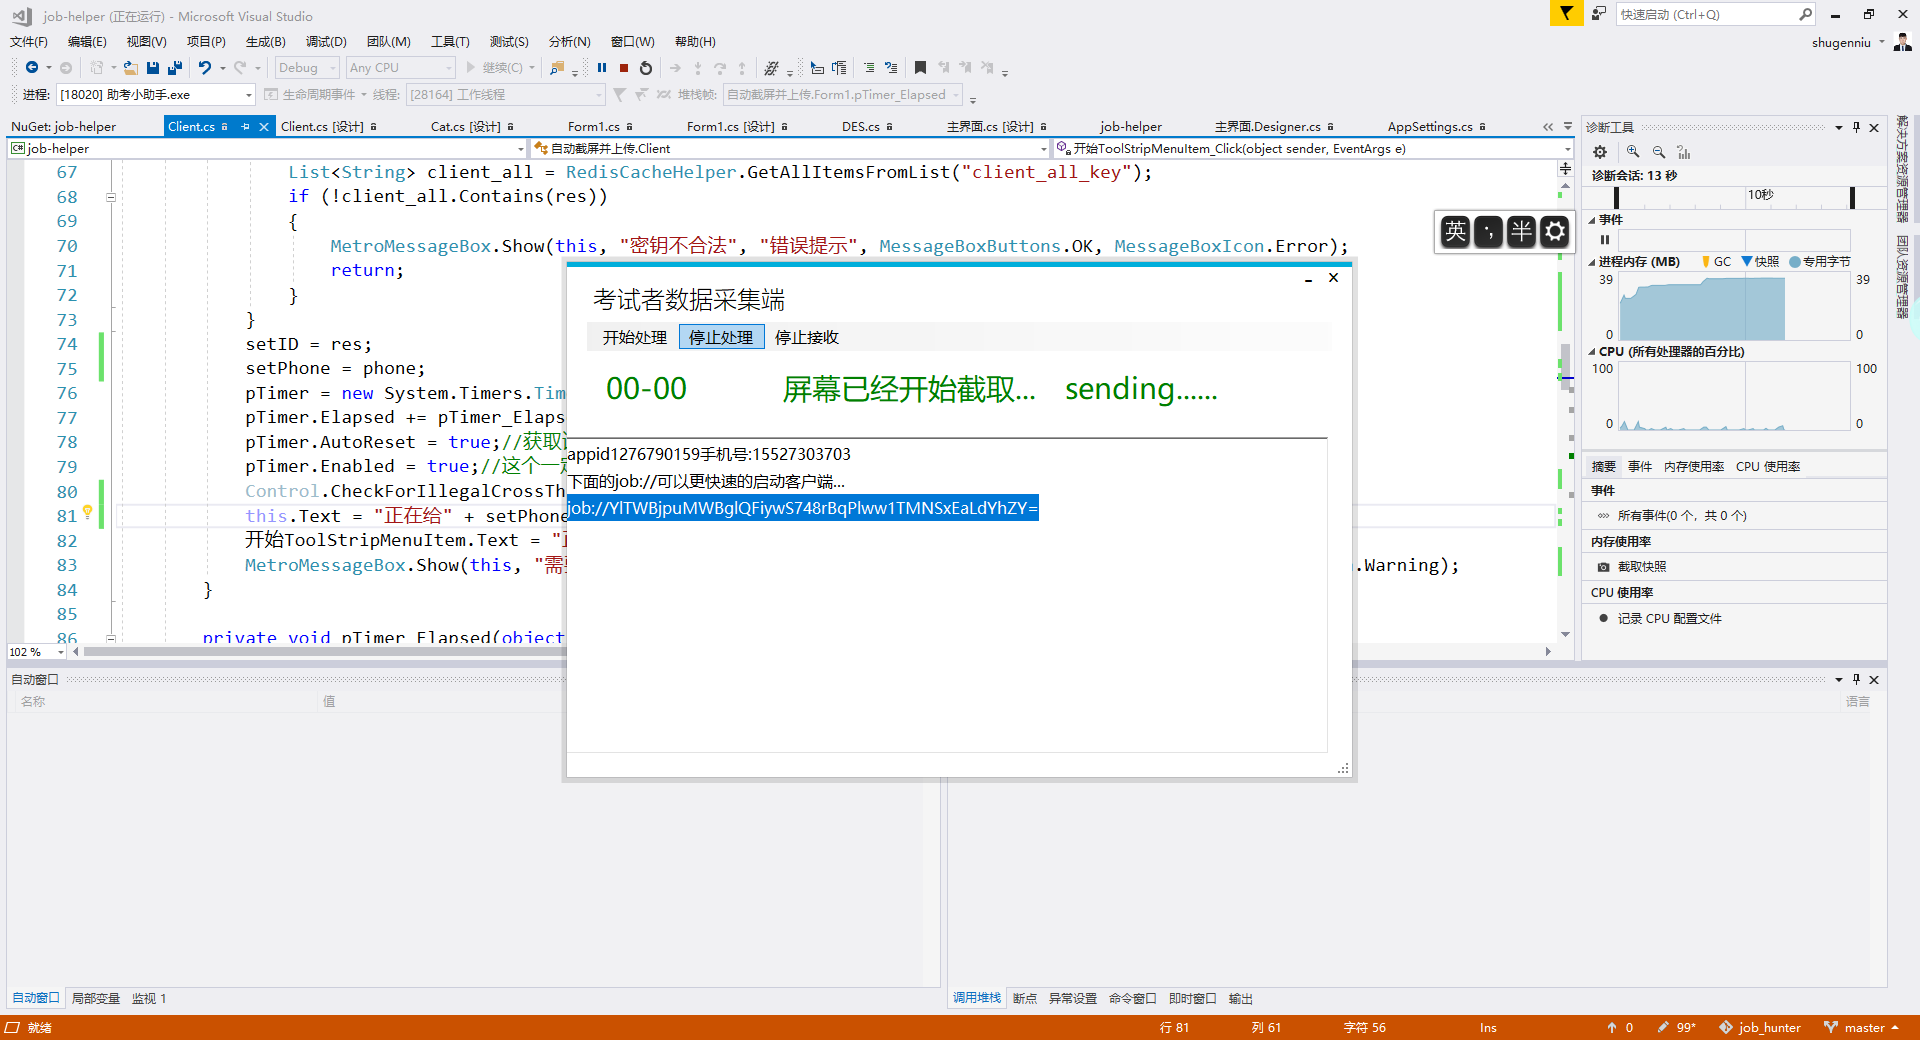 job-helper (正在运行) - Microsoft Visual Studio
快速启动 (Ctrl+Q)
文件(F) 编辑(E) 视图(V) 项目(P) 生成(B) 调试(D) 团队(M) 工具(T) 测试(S) 分析(N) 窗口(W) 帮助(H)
shugenniu
Debug Any CPU 继续(C)
进程: [18020] 助考小助手.exe 生命周期事件 线程: [28164] 工作线程 堆栈帧: 自动截屏并上传.Form1.pTimer_Elapsed
NuGet: job-helper Client.cs Client.cs [设计] Cat.cs [设计] Form1.cs Form1.cs [设计] DES.cs 主界面.cs [设计] job-helper 主界面.Designer.cs AppSettings.cs
C# job-helper 自动截屏并上传.Client 开始ToolStripMenuItem_Click(object sender, EventArgs e)
67 List<String> client_all = RedisCacheHelper.GetAllItemsFromList("client_all_key");
68 if (!client_all.Contains(res))
69 {
70 MetroMessageBox.Show(this, "密钥不合法", "错误提示", MessageBoxButtons.OK, MessageBoxIcon.Error);
71 return;
72 }
73 }
74 setID = res;
75 setPhone = phone;
76 pTimer = new System.Timers.Tim
77 pTimer.Elapsed += pTimer_Elaps
78 pTimer.AutoReset = true;//获取
79 pTimer.Enabled = true;//这个一定
80 Control.CheckForIllegalCrossTh
81 this.Text = "正在给" + setPhone
82 开始ToolStripMenuItem.Text = "正
83 MetroMessageBox.Show(this, "需要 .Warning);
84 }
85
86 private void pTimer_Elapsed(object
102 %
英 ·, 半
考试者数据采集端
开始处理 停止处理 停止接收
00-00 屏幕已经开始截取... sending......
appid1276790159手机号:15527303703
下面的job://可以更快速的启动客户端...
job://YlTWBjpuMWBglQFiywS748rBqPlww1TMNSxEaLdYhZY=
诊断工具
诊断会话: 13 秒
10秒
事件
进程内存 (MB) GC 快照 专用字节
39 39
0 0
CPU (所有处理器的百分比)
100 100
0 0
摘要 事件 内存使用率 CPU 使用率
事件
所有事件(0 个，共 0 个)
内存使用率
截取快照
CPU 使用率
记录 CPU 配置文件
解决方案资源管理器
团队资源管理器
自动窗口
名称 值
语言
自动窗口 局部变量 监视 1
调用堆栈 断点 异常设置 命令窗口 即时窗口 输出
就绪 行 81 列 61 字符 56 Ins 0 99* job_hunter master